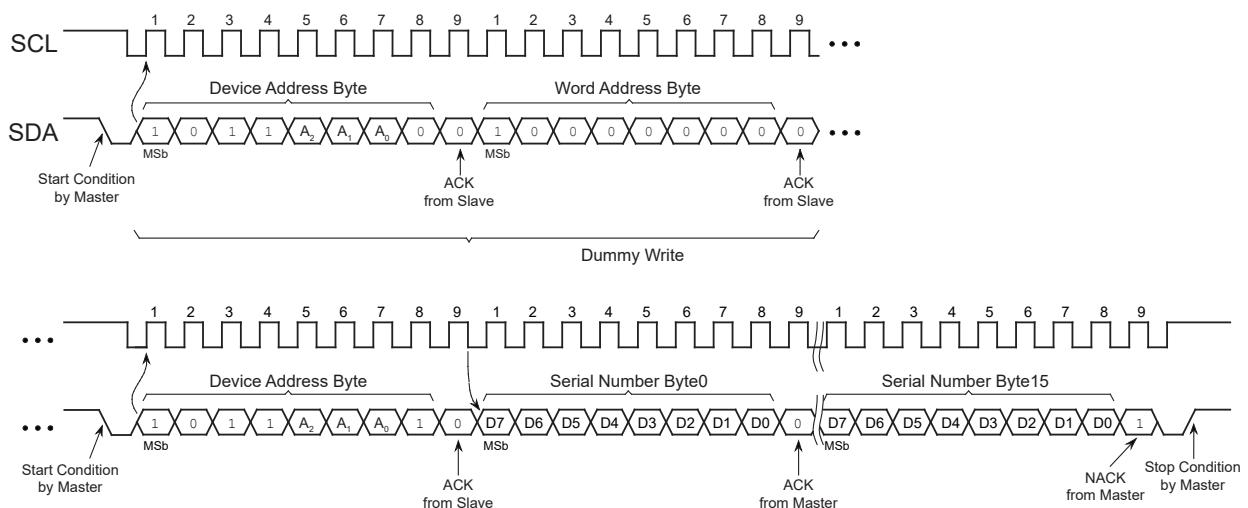 1 2 3 4 5 6 7 8 9 1 2 3 4 5 6 7 8 9
SCL
Device Address Byte Word Address Byte
SDA 1 0 1 1 A2 A1 A0 0 0 1 0 0 0 0 0 0 0 0
MSb MSb
Start Condition
by Master
ACK
from Slave
ACK
from Slave
Dummy Write
1 2 3 4 5 6 7 8 9 1 2 3 4 5 6 7 8 9 1 2 3 4 5 6 7 8 9
Device Address Byte Serial Number Byte0 Serial Number Byte15
1 0 1 1 A2 A1 A0 1 0 D7 D6 D5 D4 D3 D2 D1 D0 0 D7 D6 D5 D4 D3 D2 D1 D0 1
MSb MSb MSb
Start Condition
by Master
ACK
from Slave
ACK
from Master
NACK
from Master
Stop Condition
by Master